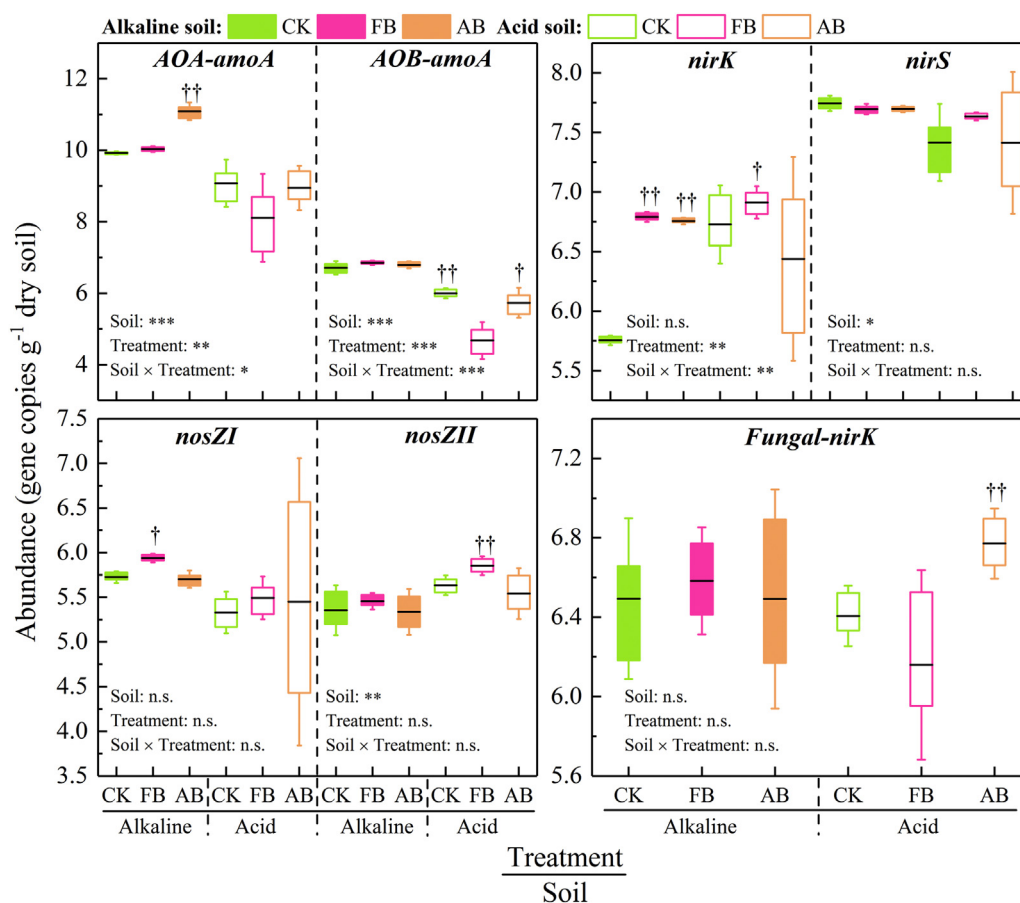 Alkaline soil: CK FB AB Acid soil: CK FB AB
AOA-amoA AOB-amoA
12
10
8
6
4
††
††
†
Soil: ***
Treatment: **
Soil × Treatment: *
Soil: ***
Treatment: ***
Soil × Treatment: ***
nirK nirS
8.0
7.5
7.0
6.5
6.0
5.5
†† †† †
Soil: n.s.
Treatment: **
Soil × Treatment: **
Soil: *
Treatment: n.s.
Soil × Treatment: n.s.
Abundance (gene copies g-1 dry soil)
nosZI nosZII
7.5
7.0
6.5
6.0
5.5
5.0
4.5
4.0
3.5
†
††
Soil: n.s.
Treatment: n.s.
Soil × Treatment: n.s.
Soil: **
Treatment: n.s.
Soil × Treatment: n.s.
CK FB AB CK FB AB CK FB AB CK FB AB
Alkaline Acid Alkaline Acid
Fungal-nirK
7.2
6.8
6.4
6.0
5.6
††
Soil: n.s.
Treatment: n.s.
Soil × Treatment: n.s.
CK FB AB CK FB AB
Alkaline Acid
Treatment
Soil